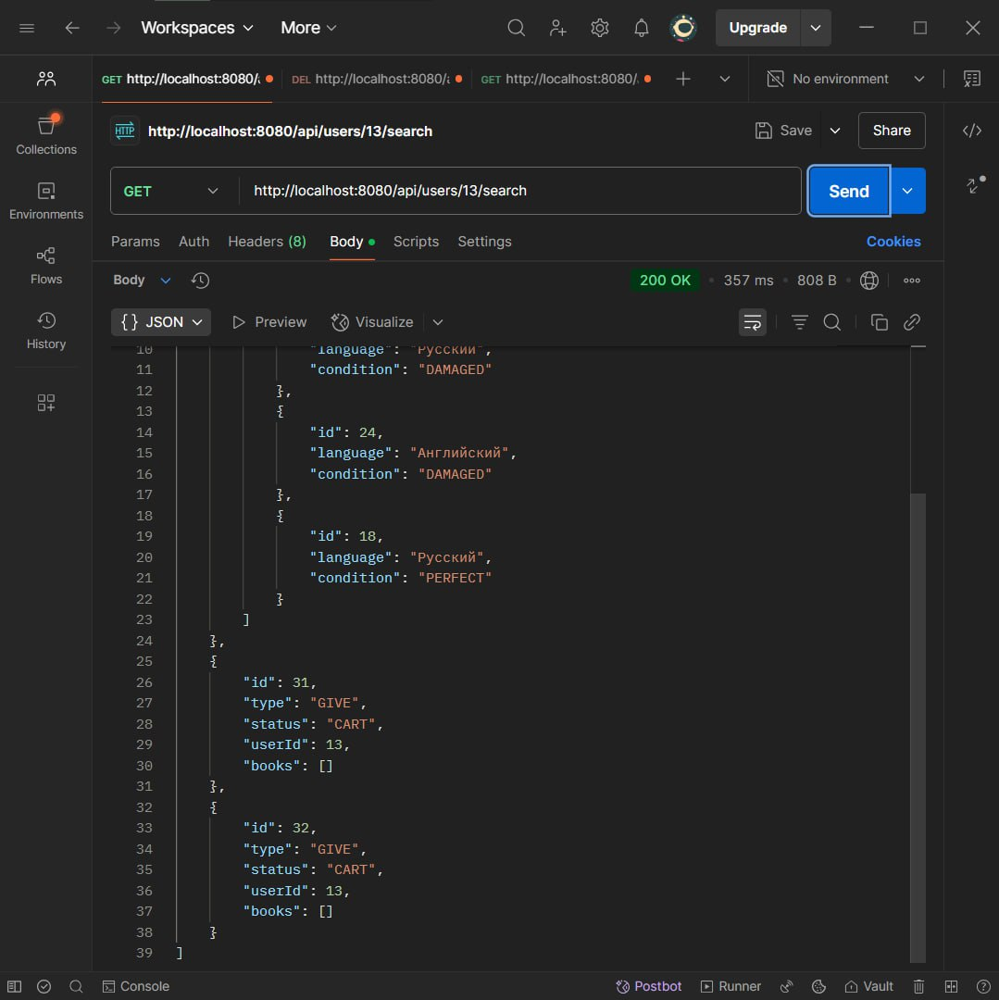 Workspaces More Upgrade
GET http://localhost:8080/a DEL http://localhost:8080/a GET http://localhost:8080/ No environment
Collections
Environments
Flows
History
HTTP http://localhost:8080/api/users/13/search Save Share
GET http://localhost:8080/api/users/13/search Send
Params Auth Headers (8) Body Scripts Settings Cookies
Body 200 OK 357 ms 808 B
{} JSON Preview Visualize
10 "language": "Русский",
11 "condition": "DAMAGED"
12 },
13 {
14 "id": 24,
15 "language": "Английский",
16 "condition": "DAMAGED"
17 },
18 {
19 "id": 18,
20 "language": "Русский",
21 "condition": "PERFECT"
22 }
23 ]
24 },
25 {
26 "id": 31,
27 "type": "GIVE",
28 "status": "CART",
29 "userId": 13,
30 "books": []
31 },
32 {
33 "id": 32,
34 "type": "GIVE",
35 "status": "CART",
36 "userId": 13,
37 "books": []
38 }
39 ]
Console Postbot Runner Vault